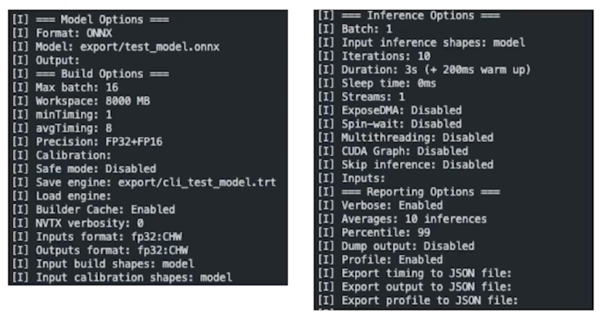 [I] === Model Options ===
[I] Format: ONNX
[I] Model: export/test_model.onnx
[I] Output:
[I] === Build Options ===
[I] Max batch: 16
[I] Workspace: 8000 MB
[I] minTiming: 1
[I] avgTiming: 8
[I] Precision: FP32+FP16
[I] Calibration:
[I] Safe mode: Disabled
[I] Save engine: export/cli_test_model.trt
[I] Load engine:
[I] Builder Cache: Enabled
[I] NVTX verbosity: 0
[I] Inputs format: fp32:CHW
[I] Outputs format: fp32:CHW
[I] Input build shapes: model
[I] Input calibration shapes: model
[I] === Inference Options ===
[I] Batch: 1
[I] Input inference shapes: model
[I] Iterations: 10
[I] Duration: 3s (+ 200ms warm up)
[I] Sleep time: 0ms
[I] Streams: 1
[I] ExposeDMA: Disabled
[I] Spin-wait: Disabled
[I] Multithreading: Disabled
[I] CUDA Graph: Disabled
[I] Skip inference: Disabled
[I] Inputs:
[I] === Reporting Options ===
[I] Verbose: Enabled
[I] Averages: 10 inferences
[I] Percentile: 99
[I] Dump output: Disabled
[I] Profile: Enabled
[I] Export timing to JSON file:
[I] Export output to JSON file:
[I] Export profile to JSON file: